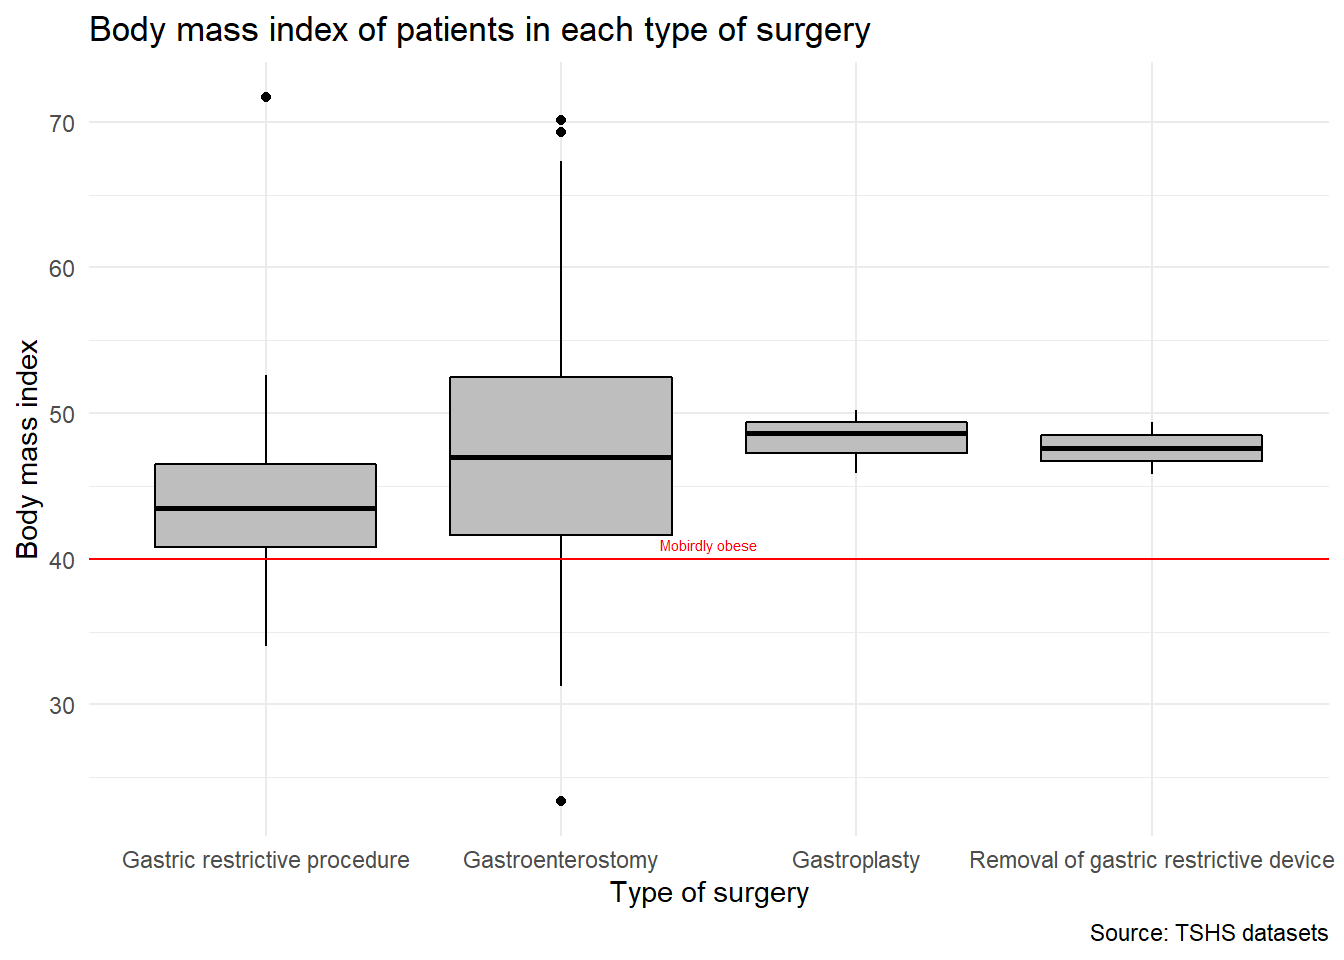 Body mass index of patients in each type of surgery
Body mass index
70
60
50
40
30
Mobirdly obese
Gastric restrictive procedure
Gastroenterostomy
Gastroplasty
Removal of gastric restrictive device
Type of surgery
Source: TSHS datasets